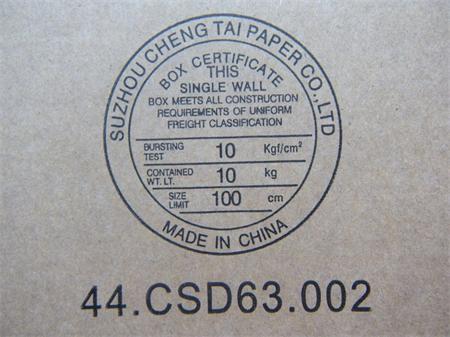 SUZHOU CHENG TAI PAPER CO.,LTD
BOX CERTIFICATE
THIS
SINGLE WALL
BOX MEETS ALL CONSTRUCTION
REQUIREMENTS OF UNIFORM
FREIGHT CLASSIFICATION
BURSTING TEST 10 Kgf/cm²
CONTAINED WT. LT. 10 kg
SIZE LIMIT 100 cm
MADE IN CHINA
44.CSD63.002